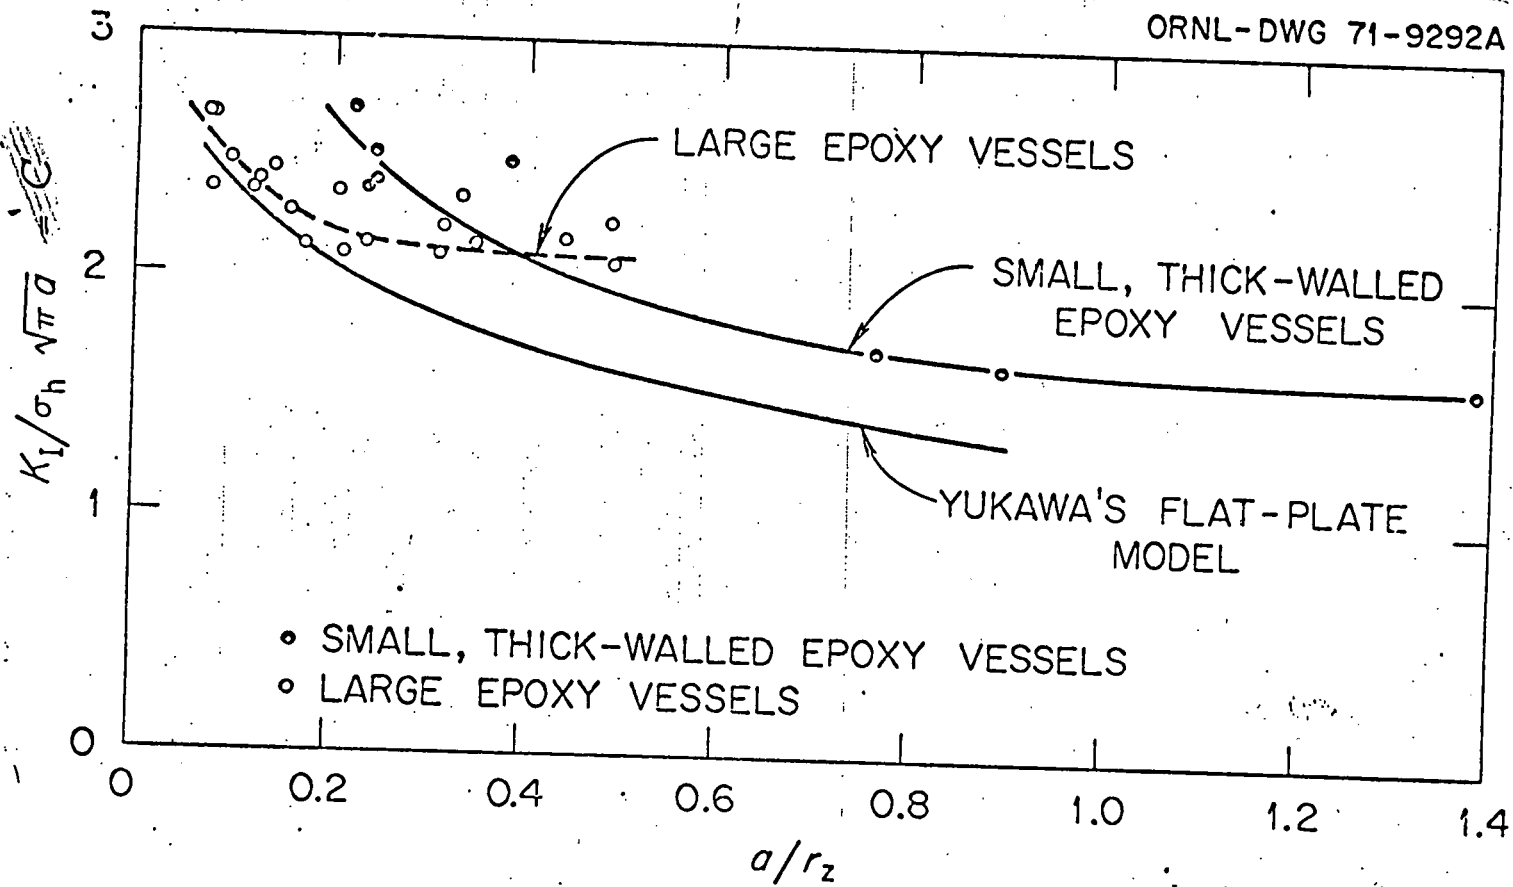 ORNL-DWG 71-9292A
3
2
1
0
K_I/σ_h √π a
C
LARGE EPOXY VESSELS
SMALL, THICK-WALLED
EPOXY VESSELS
YUKAWA'S FLAT-PLATE
MODEL
SMALL, THICK-WALLED EPOXY VESSELS
LARGE EPOXY VESSELS
0 0.2 0.4 0.6 0.8 1.0 1.2 1.4
a/r_z